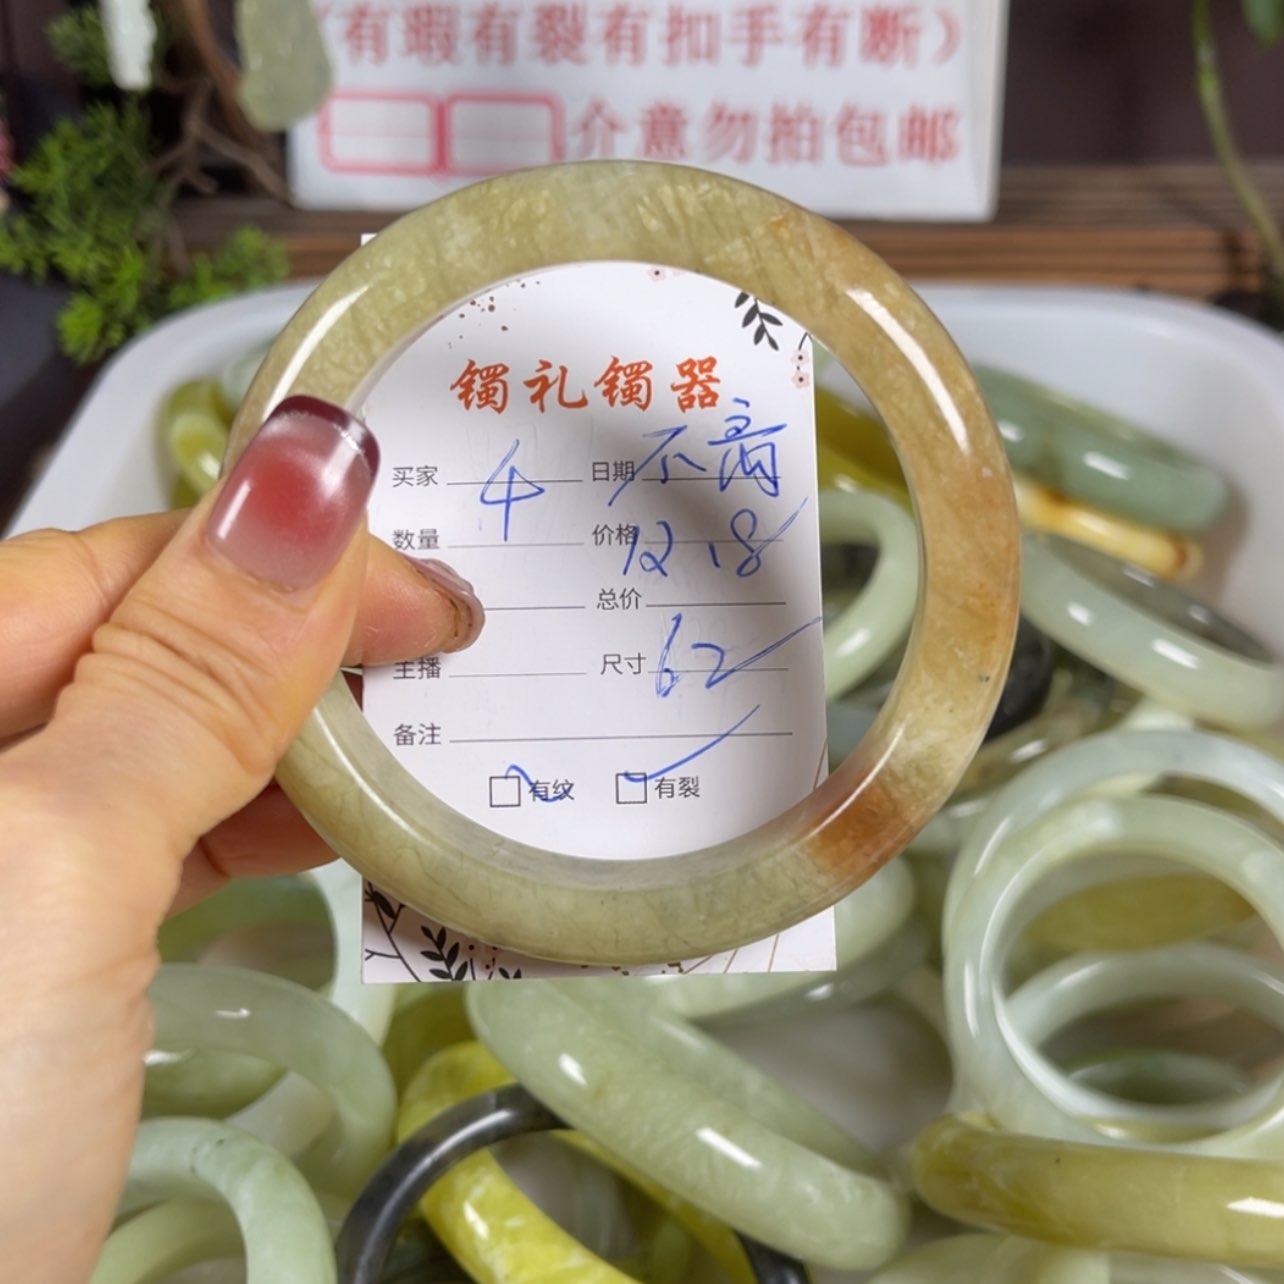 （有瑕有裂有扣手有断）
介意勿拍包邮
镯礼镯器
买家 日期
数量 价格
18
总价
主播 尺寸 62
备注
有纹 有裂